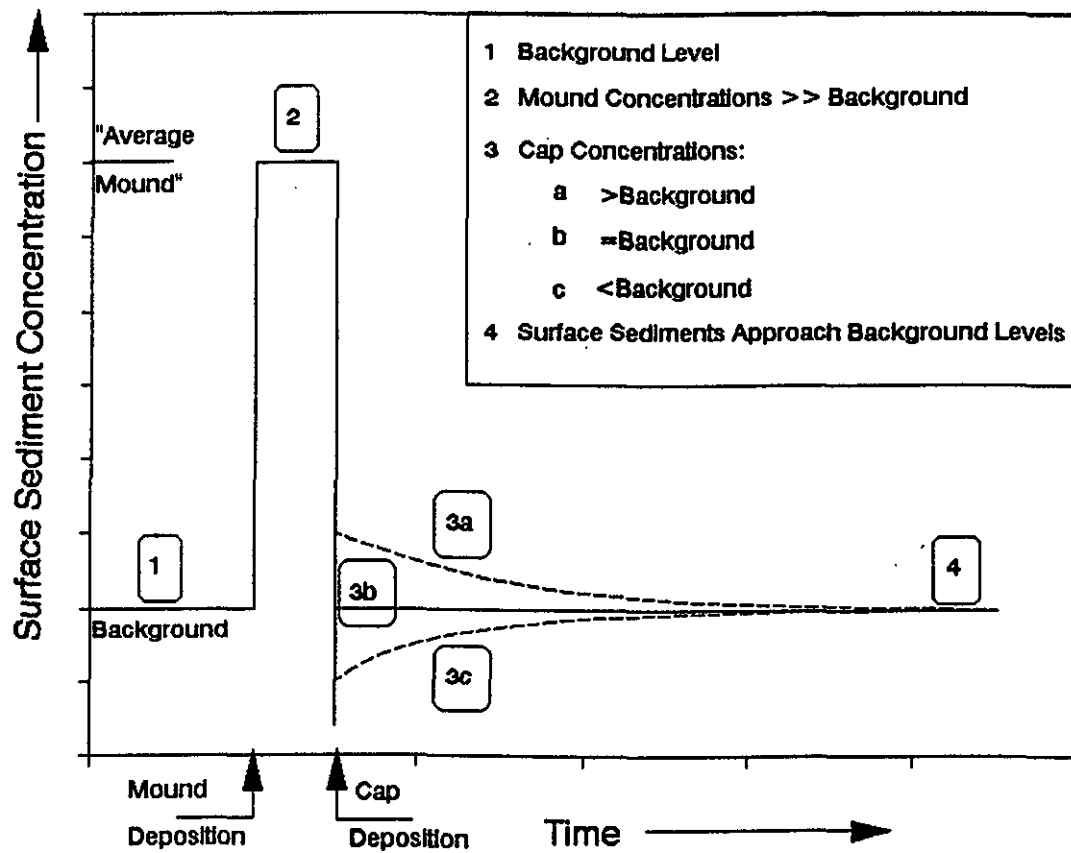 Surface Sediment Concentration
"Average
Mound"
2
1
Background
3a
3b
3c
4
1 Background Level
2 Mound Concentrations >> Background
3 Cap Concentrations:
a >Background
b =Background
c <Background
4 Surface Sediments Approach Background Levels
Mound
Deposition
Cap
Deposition
Time